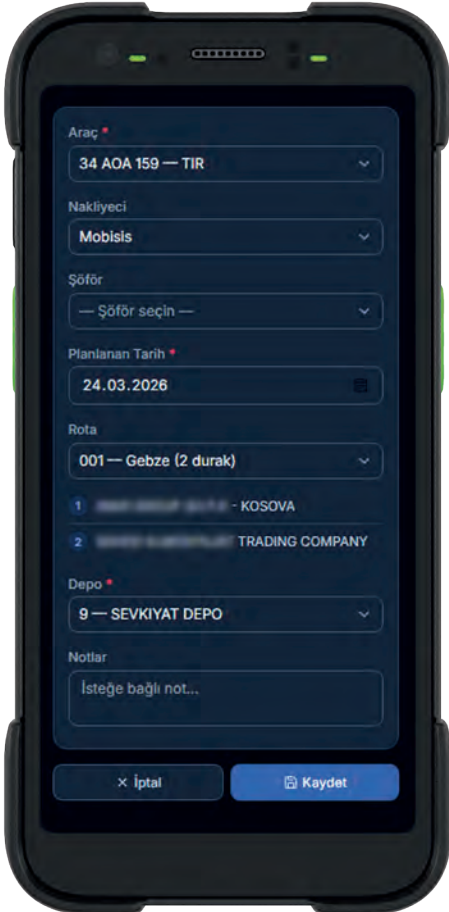 Araç *
34 AOA 159 — TIR
Nakliyeci
Mobisis
Şöför
— Şöför seçin —
Planlanan Tarih *
24.03.2026
Rota
001 — Gebze (2 durak)
1 - KOSOVA
2 TRADING COMPANY
Depo *
9 — SEVKIYAT DEPO
Notlar
İsteğe bağlı not...
× İptal
Kaydet